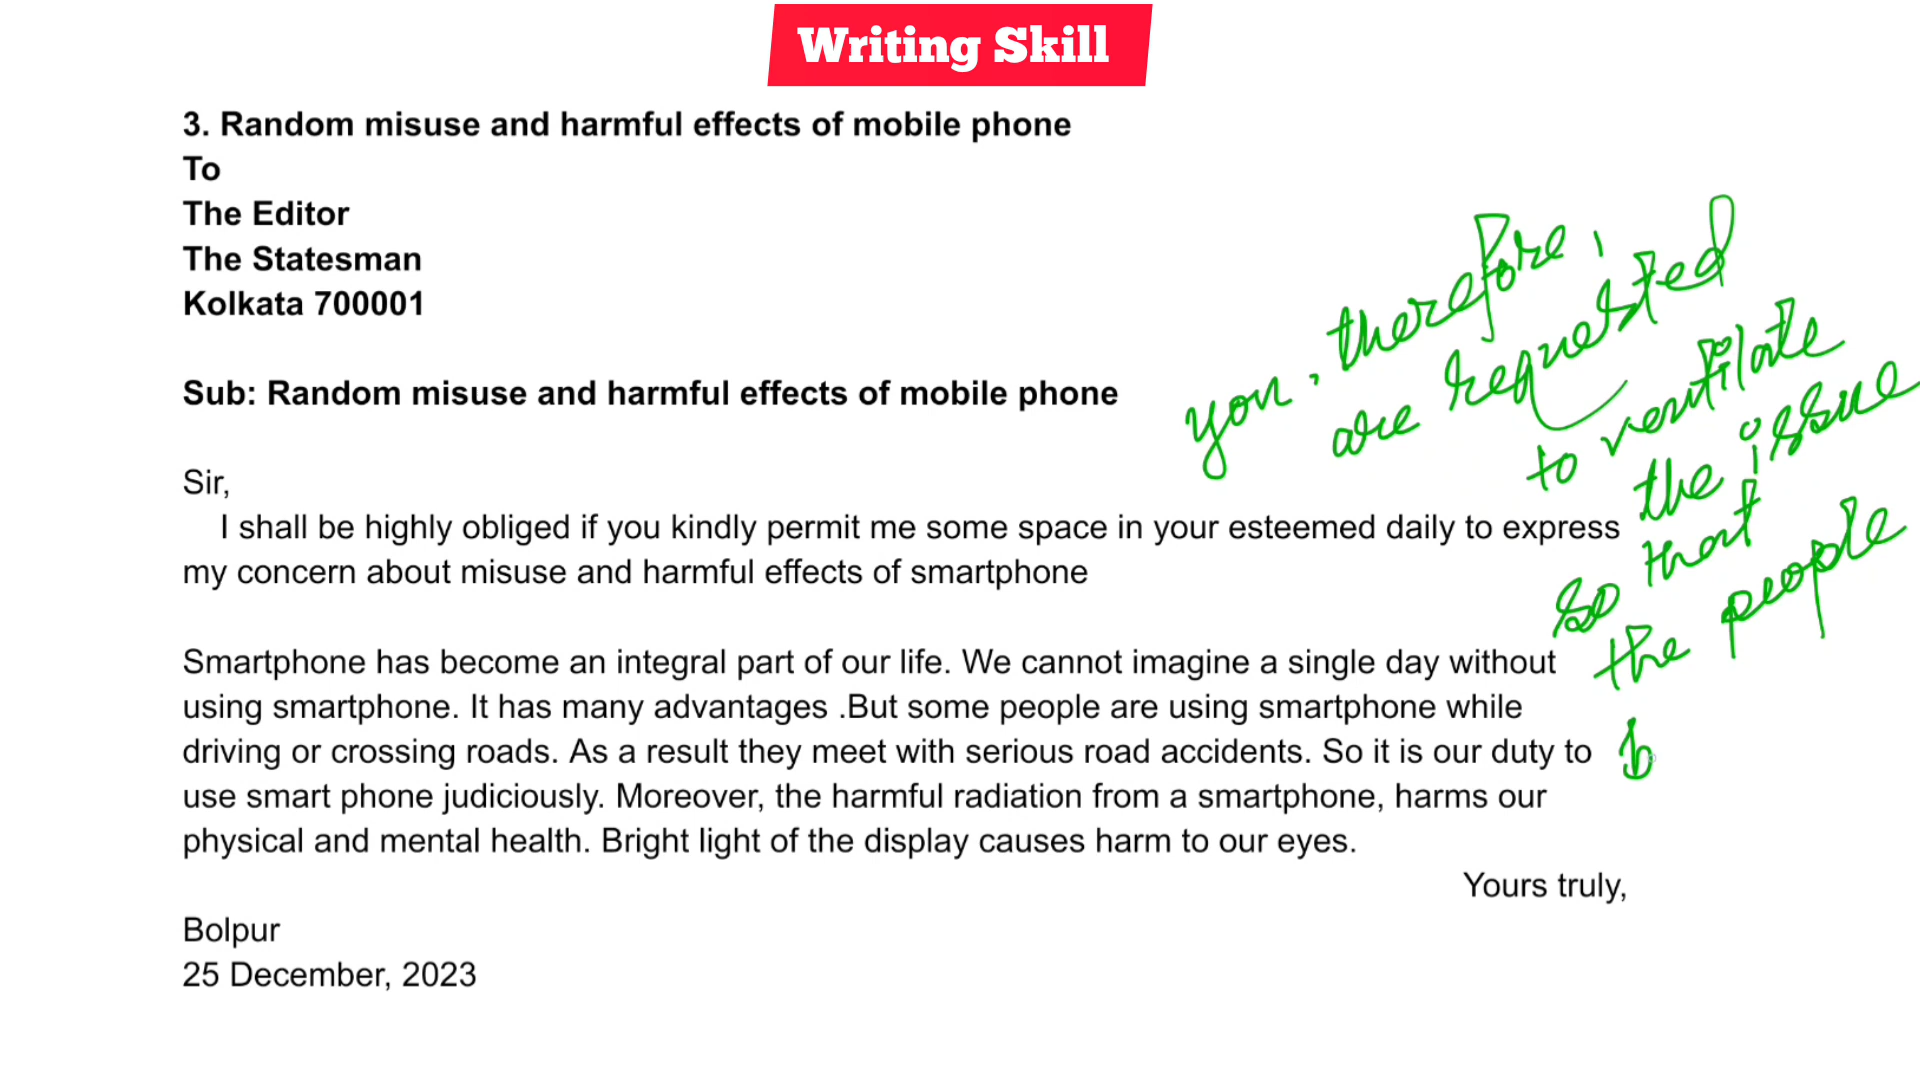 Writing Skill
3. Random misuse and harmful effects of mobile phone
To
The Editor
The Statesman
Kolkata 700001
Sub: Random misuse and harmful effects of mobile phone
Sir,
I shall be highly obliged if you kindly permit me some space in your esteemed daily to express
my concern about misuse and harmful effects of smartphone
Smartphone has become an integral part of our life. We cannot imagine a single day without
using smartphone. It has many advantages .But some people are using smartphone while
driving or crossing roads. As a result they meet with serious road accidents. So it is our duty to
use smart phone judiciously. Moreover, the harmful radiation from a smartphone, harms our
physical and mental health. Bright light of the display causes harm to our eyes.
Yours truly,
Bolpur
25 December, 2023
you, therefore,
are requested
to ventilate
the issue
so that
the people
b